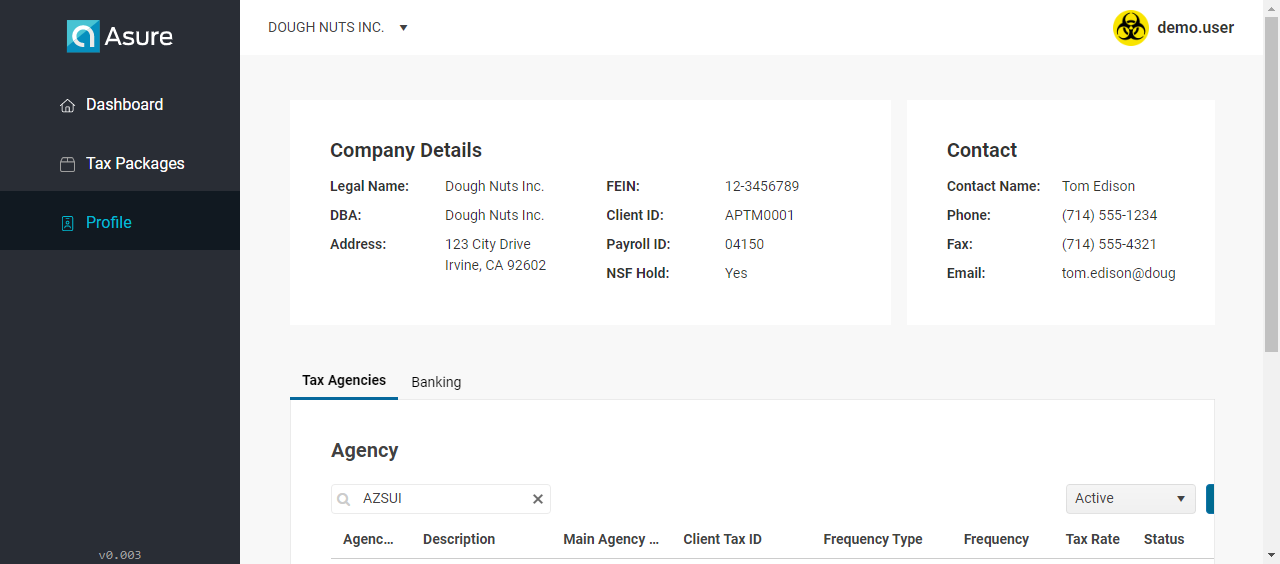 Asure
DOUGH NUTS INC.
demo.user
Dashboard
Tax Packages
Profile
v0.003
Company Details
Legal Name: Dough Nuts Inc. FEIN: 12-3456789
DBA: Dough Nuts Inc. Client ID: APTM0001
Address: 123 City Drive Payroll ID: 04150
Irvine, CA 92602
NSF Hold: Yes
Contact
Contact Name: Tom Edison
Phone: (714) 555-1234
Fax: (714) 555-4321
Email: tom.edison@doug
Tax Agencies Banking
Agency
AZSUI Active
Agenc... Description Main Agency ... Client Tax ID Frequency Type Frequency Tax Rate Status